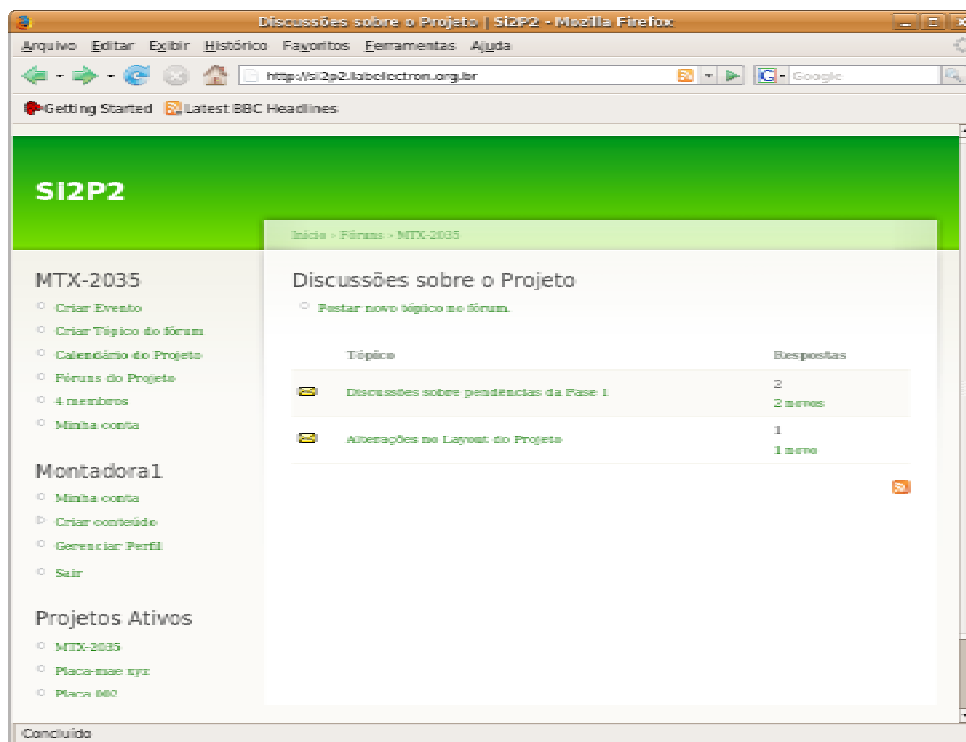 Discussões sobre o Projeto | Si2P2 - Mozilla Firefox
Arquivo Editar Exibir Histórico Favoritos Ferramentas Ajuda
http://si2p2.labelectron.org.br
G Google
Getting Started Latest BBC Headlines
SI2P2
Início » Fóruns » MTX-2035
MTX-2035
Criar Evento
Criar Tópico do fórum
Calendário do Projeto
Fóruns do Projeto
4 membros
Minha conta
Montadora1
Minha conta
Criar conteúdo
Gerenciar Perfil
Sair
Projetos Ativos
MTX-2035
Placa-mae xyz
Placa 002
Discussões sobre o Projeto
Postar novo tópico no fórum.
Tópico Respostas
Discussões sobre pendências da Fase 1 2
2 novos
Alterações no Layout do Projeto 1
1 novo
Concluído